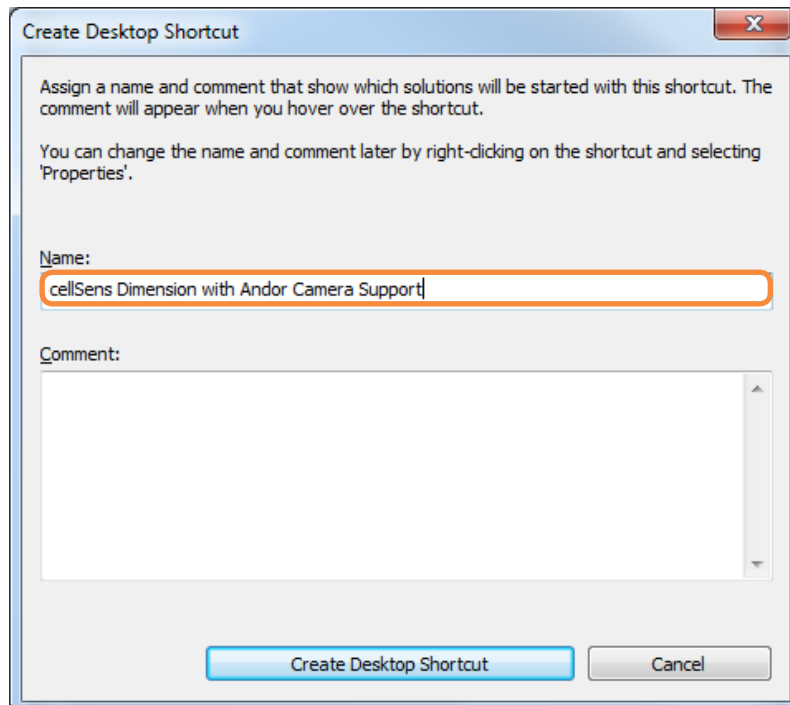 Create Desktop Shortcut
Assign a name and comment that show which solutions will be started with this shortcut. The
comment will appear when you hover over the shortcut.
You can change the name and comment later by right-clicking on the shortcut and selecting
'Properties'.
Name:
cellSens Dimension with Andor Camera Support
Comment:
Create Desktop Shortcut
Cancel